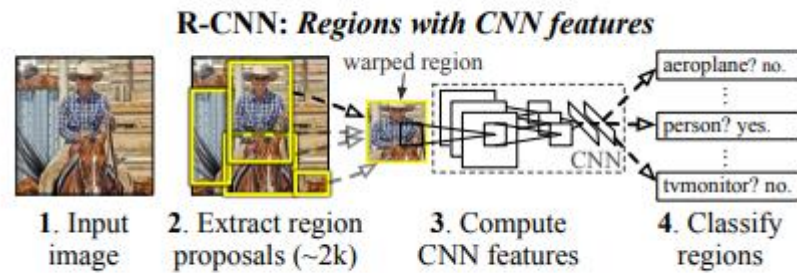 R-CNN: Regions with CNN features
warped region
aeroplane? no.
⋮
person? yes.
⋮
tvmonitor? no.
CNN
1. Input
image
2. Extract region
proposals (~2k)
3. Compute
CNN features
4. Classify
regions